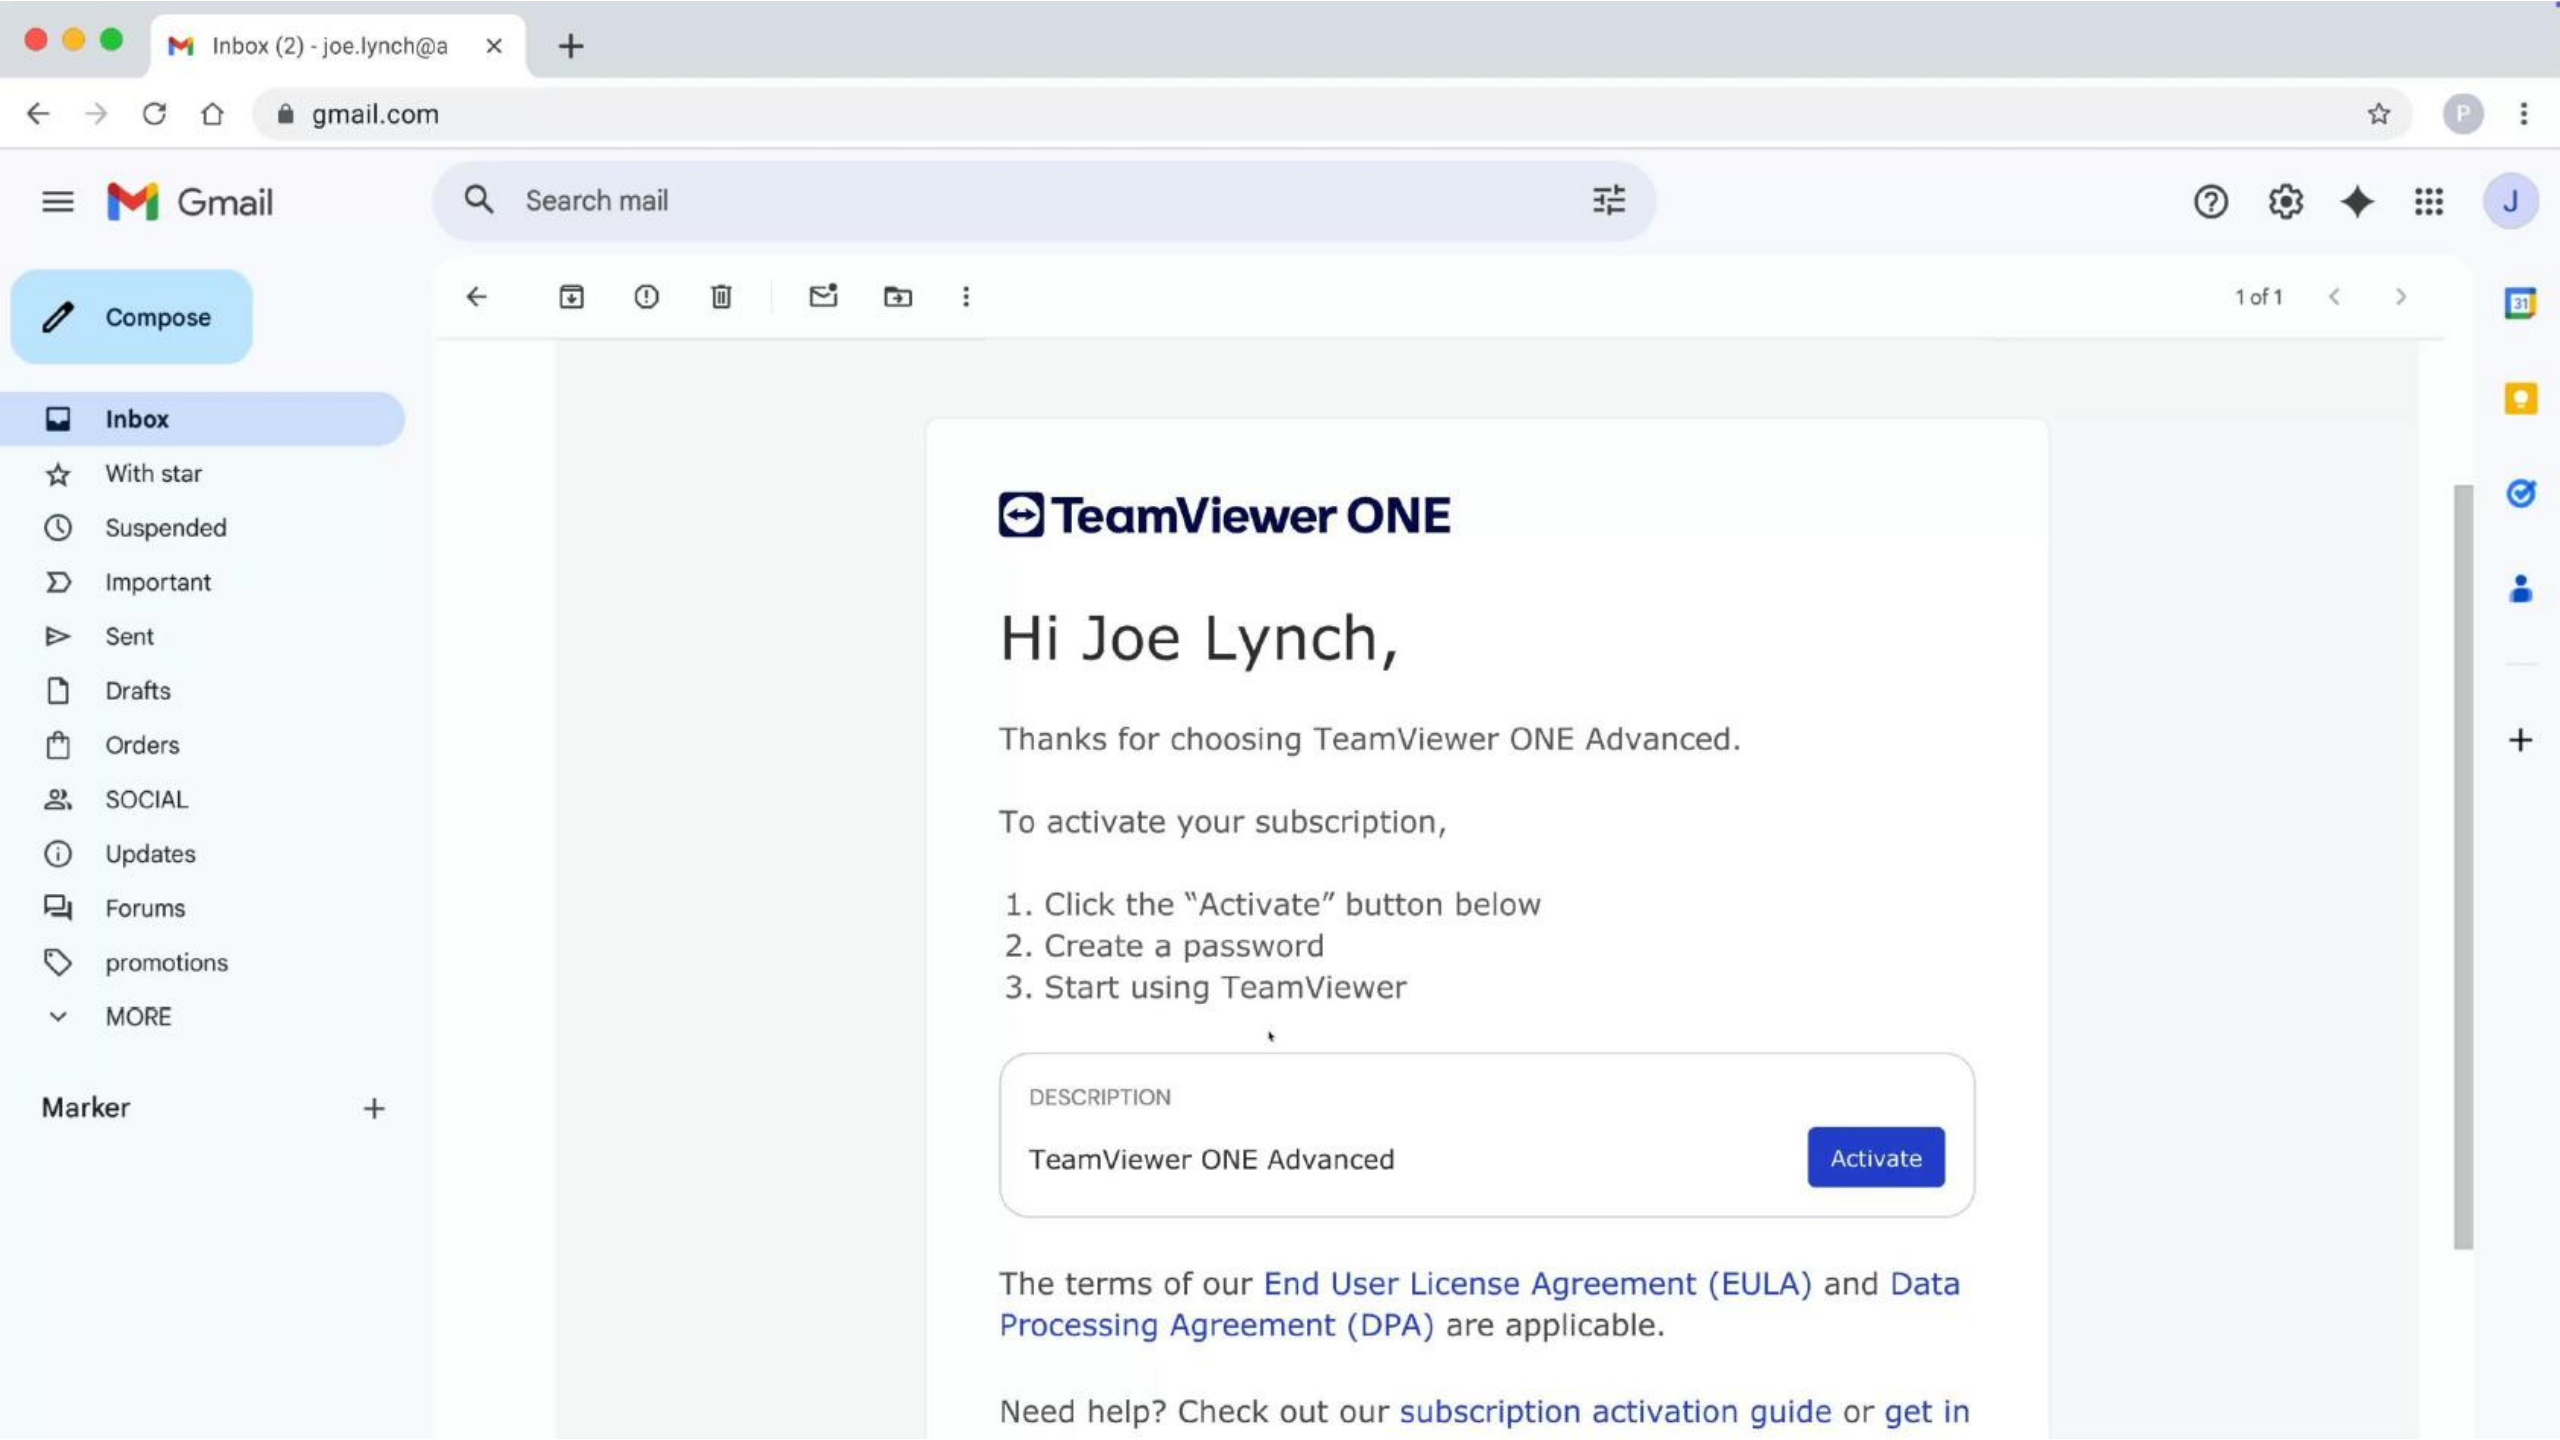 Inbox (2) - joe.lynch@a
gmail.com
P
Gmail
Search mail
J
Compose
1 of 1
31
Inbox
With star
Suspended
Important
Sent
Drafts
Orders
SOCIAL
Updates
Forums
promotions
MORE
Marker
TeamViewer ONE
Hi Joe Lynch,
Thanks for choosing TeamViewer ONE Advanced.
To activate your subscription,
1. Click the “Activate” button below
2. Create a password
3. Start using TeamViewer
DESCRIPTION
TeamViewer ONE Advanced
Activate
The terms of our End User License Agreement (EULA) and Data
Processing Agreement (DPA) are applicable.
Need help? Check out our subscription activation guide or get in